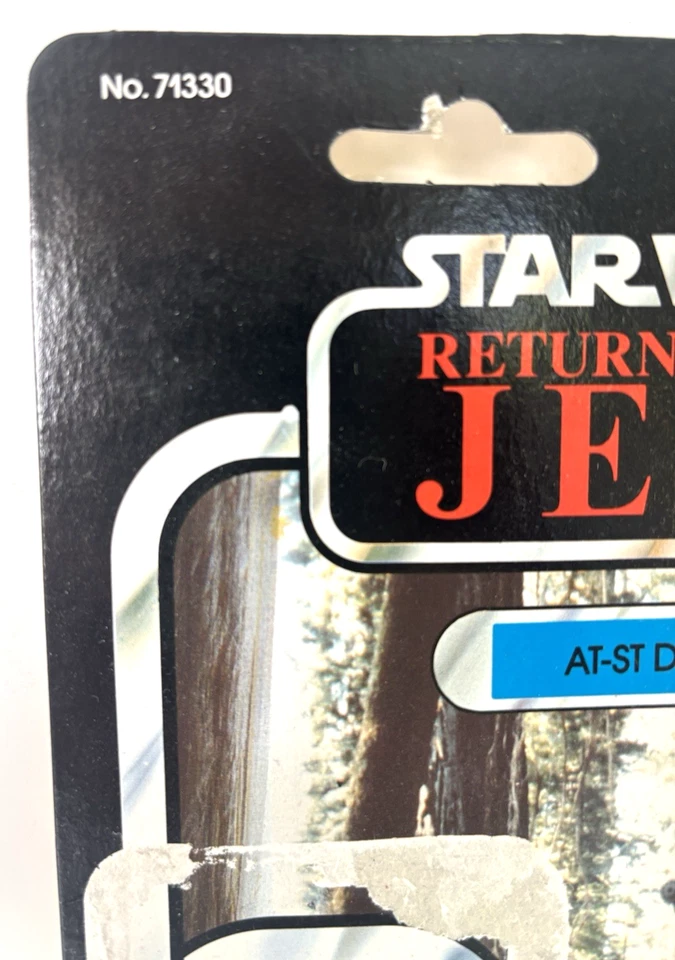 No. 71330
STAR
RETURN
JE
AT-ST D